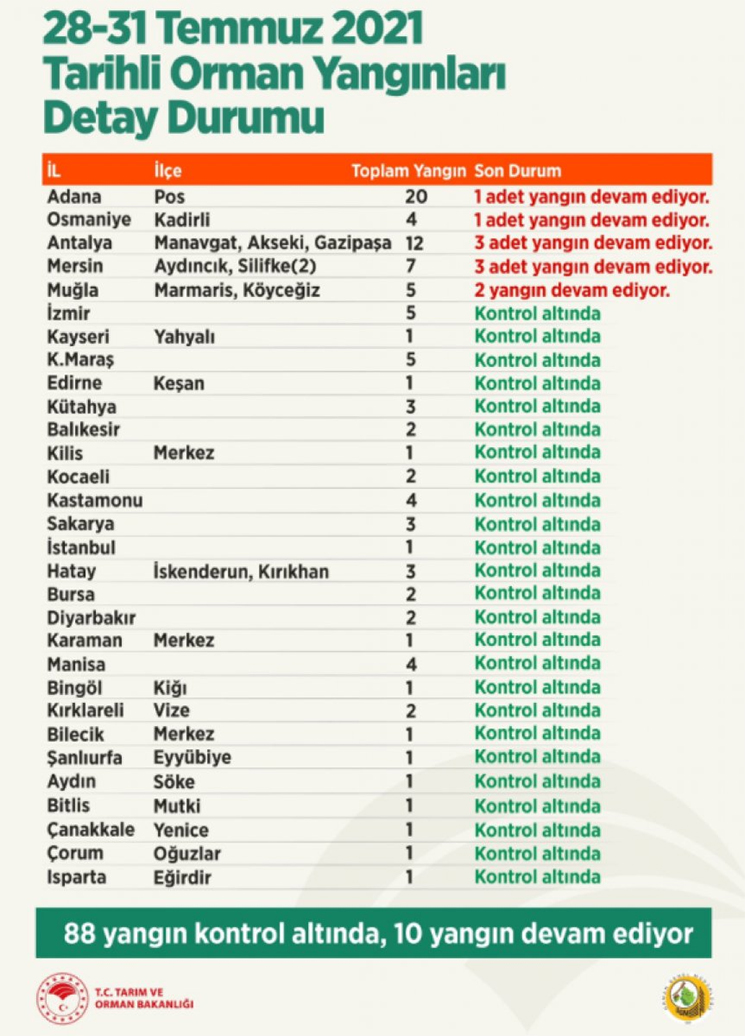 28-31 Temmuz 2021
Tarihli Orman Yangınları
Detay Durumu
İL İlçe Toplam Yangın Son Durum
Adana Pos 20 1 adet yangın devam ediyor.
Osmaniye Kadirli 4 1 adet yangın devam ediyor.
Antalya Manavgat, Akseki, Gazipaşa 12 3 adet yangın devam ediyor.
Mersin Aydıncık, Silifke(2) 7 3 adet yangın devam ediyor.
Muğla Marmaris, Köyceğiz 5 2 yangın devam ediyor.
İzmir 5 Kontrol altında
Kayseri Yahyalı 1 Kontrol altında
K.Maraş 5 Kontrol altında
Edirne Keşan 1 Kontrol altında
Kütahya 3 Kontrol altında
Balıkesir 2 Kontrol altında
Kilis Merkez 1 Kontrol altında
Kocaeli 2 Kontrol altında
Kastamonu 4 Kontrol altında
Sakarya 3 Kontrol altında
İstanbul 1 Kontrol altında
Hatay İskenderun, Kırıkhan 3 Kontrol altında
Bursa 2 Kontrol altında
Diyarbakır 2 Kontrol altında
Karaman Merkez 1 Kontrol altında
Manisa 4 Kontrol altında
Bingöl Kiğı 1 Kontrol altında
Kırklareli Vize 2 Kontrol altında
Bilecik Merkez 1 Kontrol altında
Şanlıurfa Eyyübiye 1 Kontrol altında
Aydın Söke 1 Kontrol altında
Bitlis Mutki 1 Kontrol altında
Çanakkale Yenice 1 Kontrol altında
Çorum Oğuzlar 1 Kontrol altında
Isparta Eğirdir 1 Kontrol altında
88 yangın kontrol altında, 10 yangın devam ediyor
T.C. TARIM VE
ORMAN BAKANLIĞI